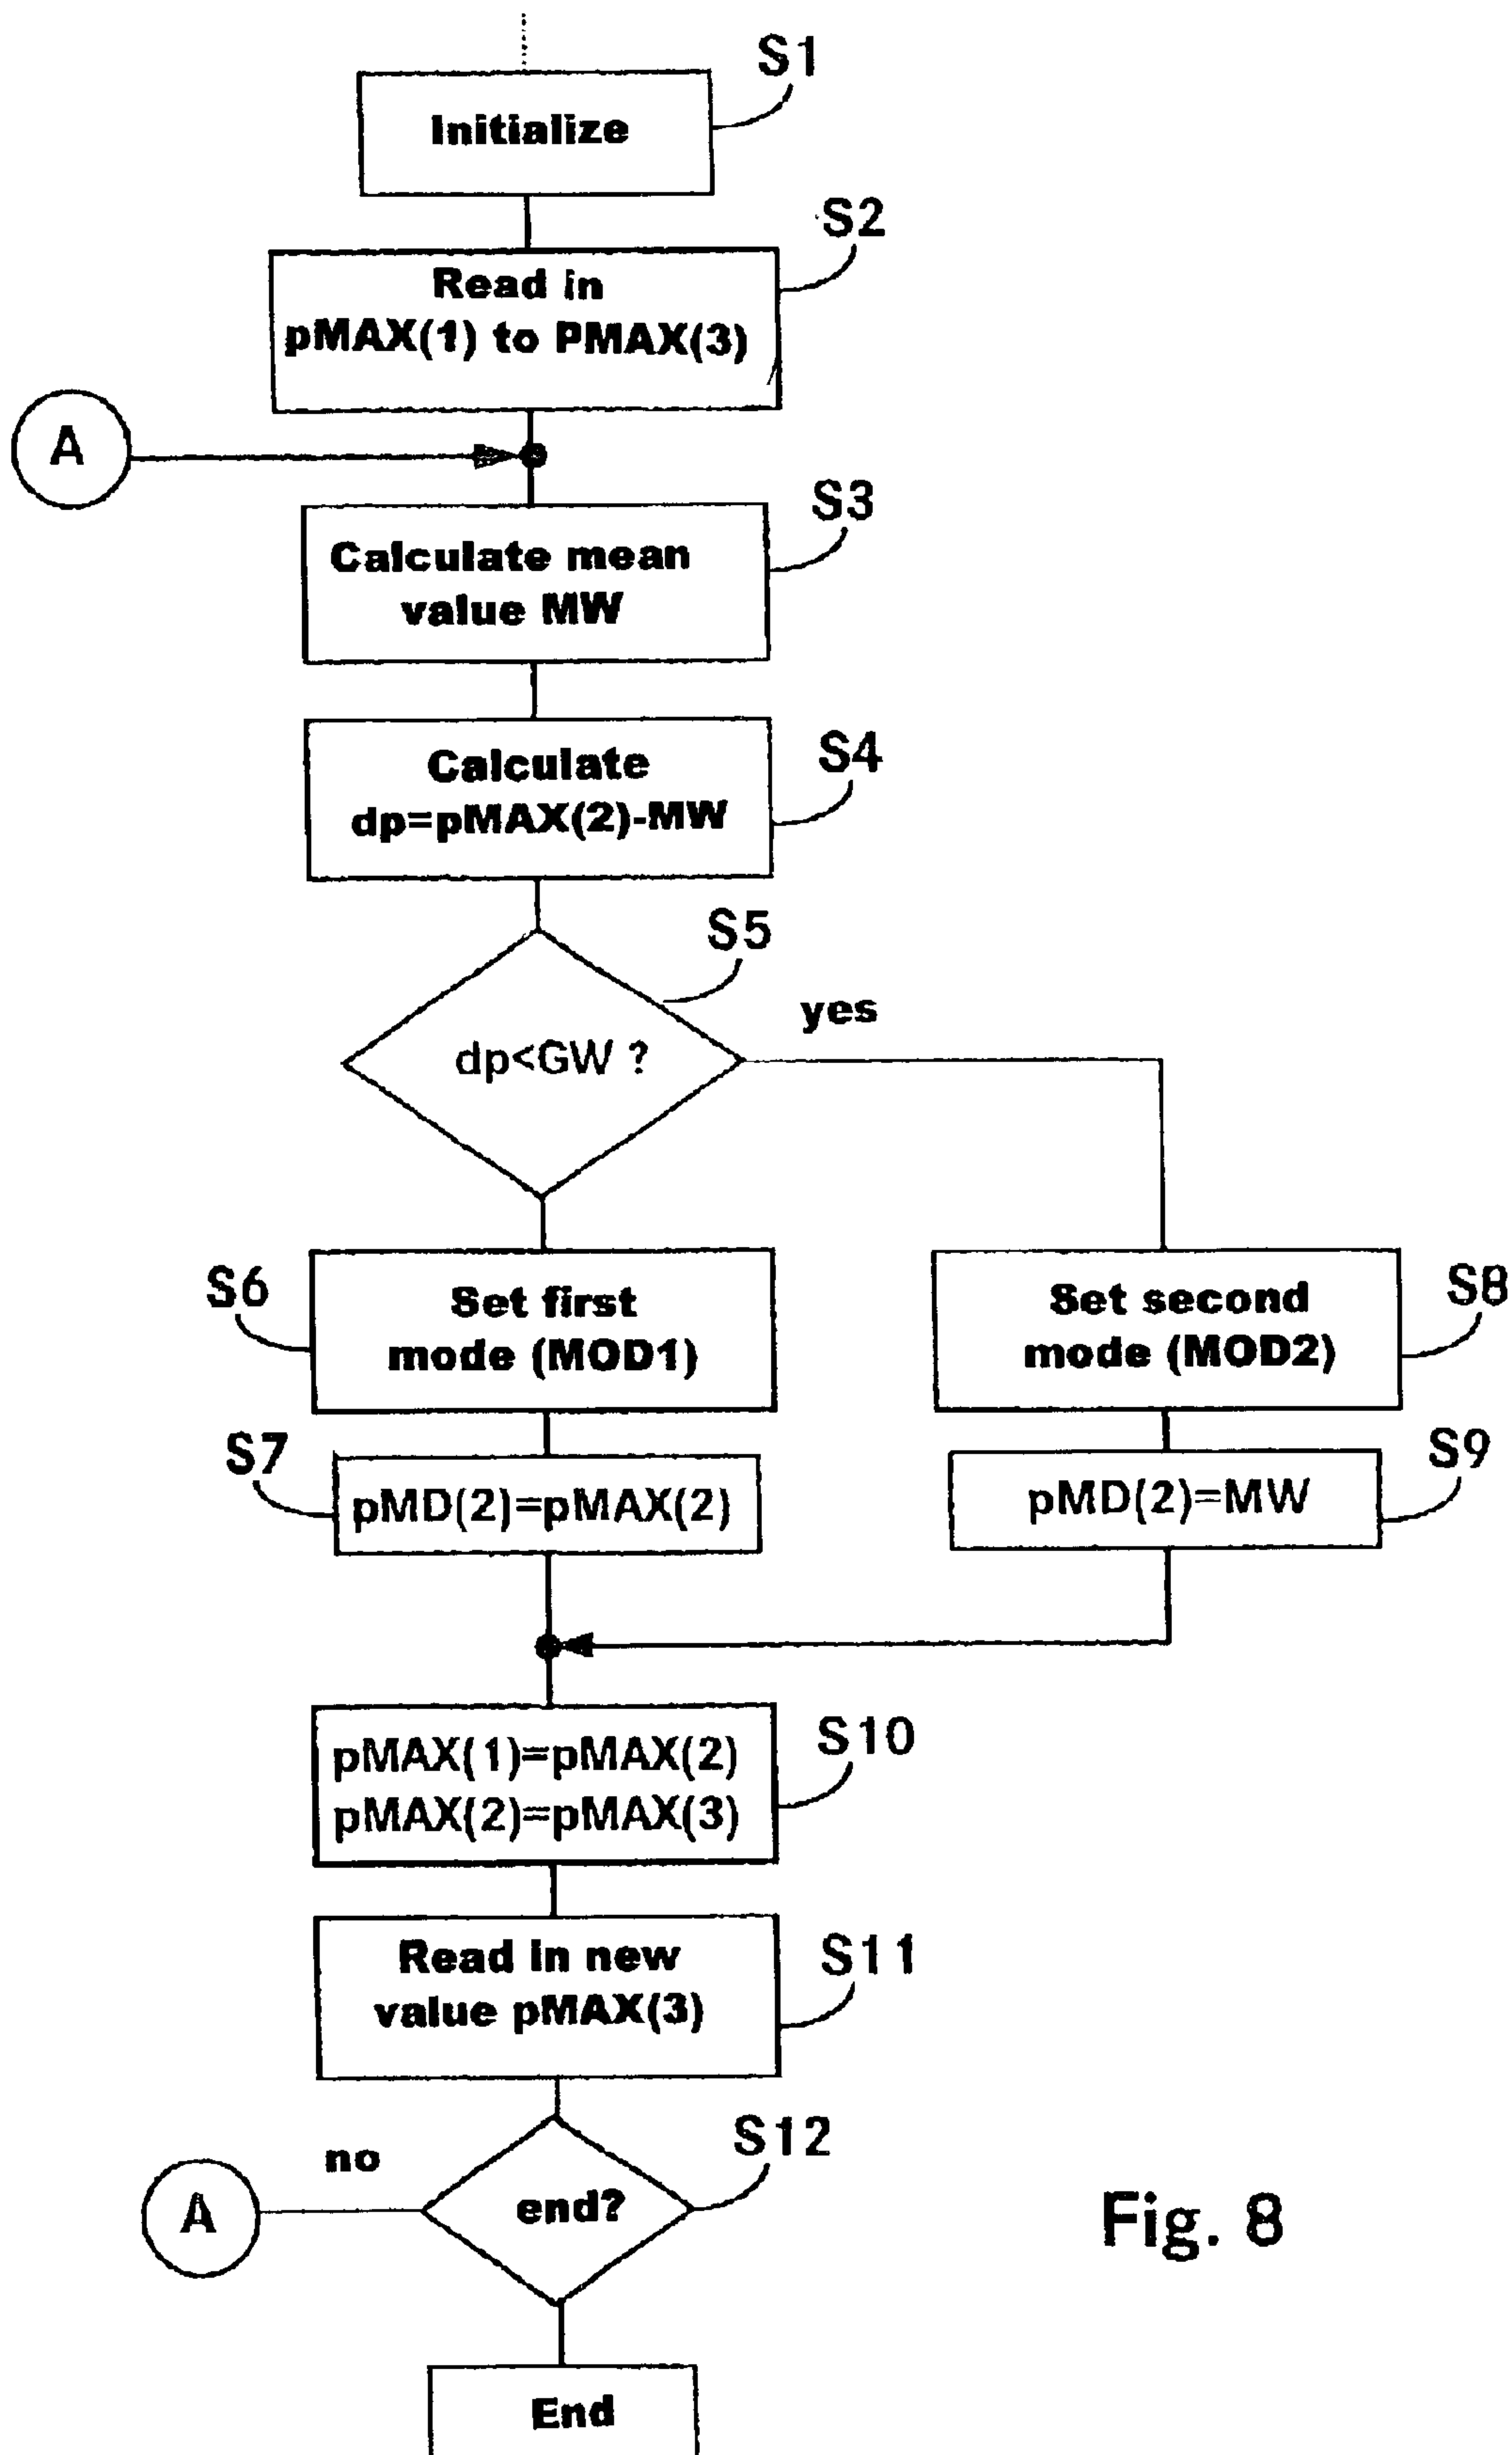 S1
Initialize
S2
Read in
pMAX(1) to PMAX(3)
A
S3
Calculate mean
value MW
S4
Calculate
dp=pMAX(2)-MW
S5
yes
dp<GW ?
S6
Set first
mode (MOD1)
S8
Set second
mode (MOD2)
S7
pMD(2)=pMAX(2)
S9
pMD(2)=MW
S10
pMAX(1)=pMAX(2)
pMAX(2)=pMAX(3)
S11
Read in new
value pMAX(3)
S12
no
A
end?
Fig. 8
End